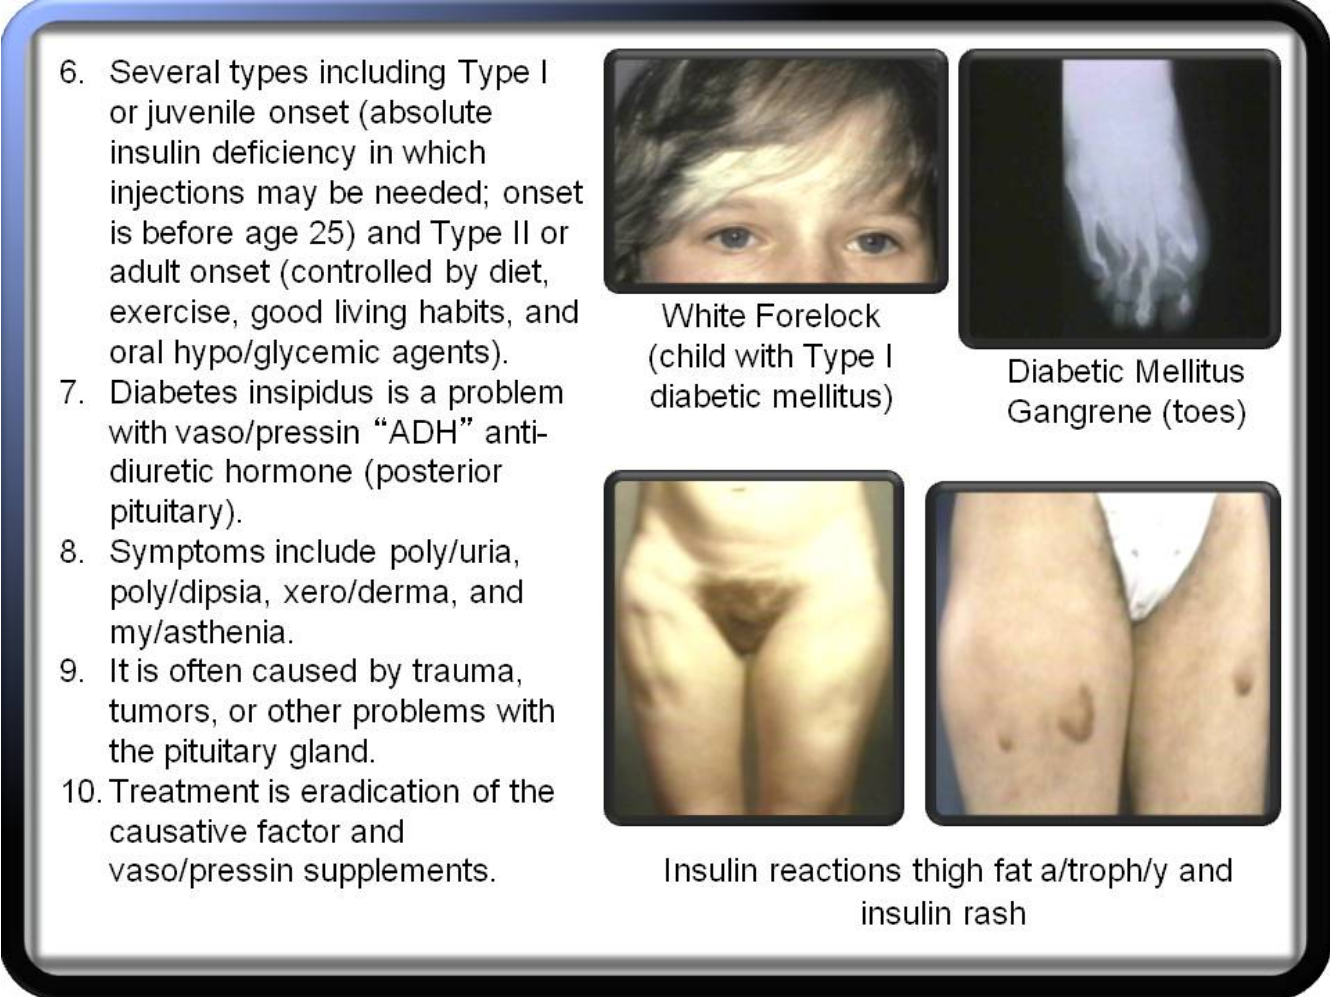 6. Several types including Type I
or juvenile onset (absolute
insulin deficiency in which
injections may be needed; onset
is before age 25) and Type II or
adult onset (controlled by diet,
exercise, good living habits, and
oral hypo/glycemic agents).
7. Diabetes insipidus is a problem
with vaso/pressin “ADH” anti-
diuretic hormone (posterior
pituitary).
8. Symptoms include poly/uria,
poly/dipsia, xero/derma, and
my/asthenia.
9. It is often caused by trauma,
tumors, or other problems with
the pituitary gland.
10. Treatment is eradication of the
causative factor and
vaso/pressin supplements.
White Forelock
(child with Type I
diabetic mellitus)
Diabetic Mellitus
Gangrene (toes)
Insulin reactions thigh fat a/troph/y and
insulin rash